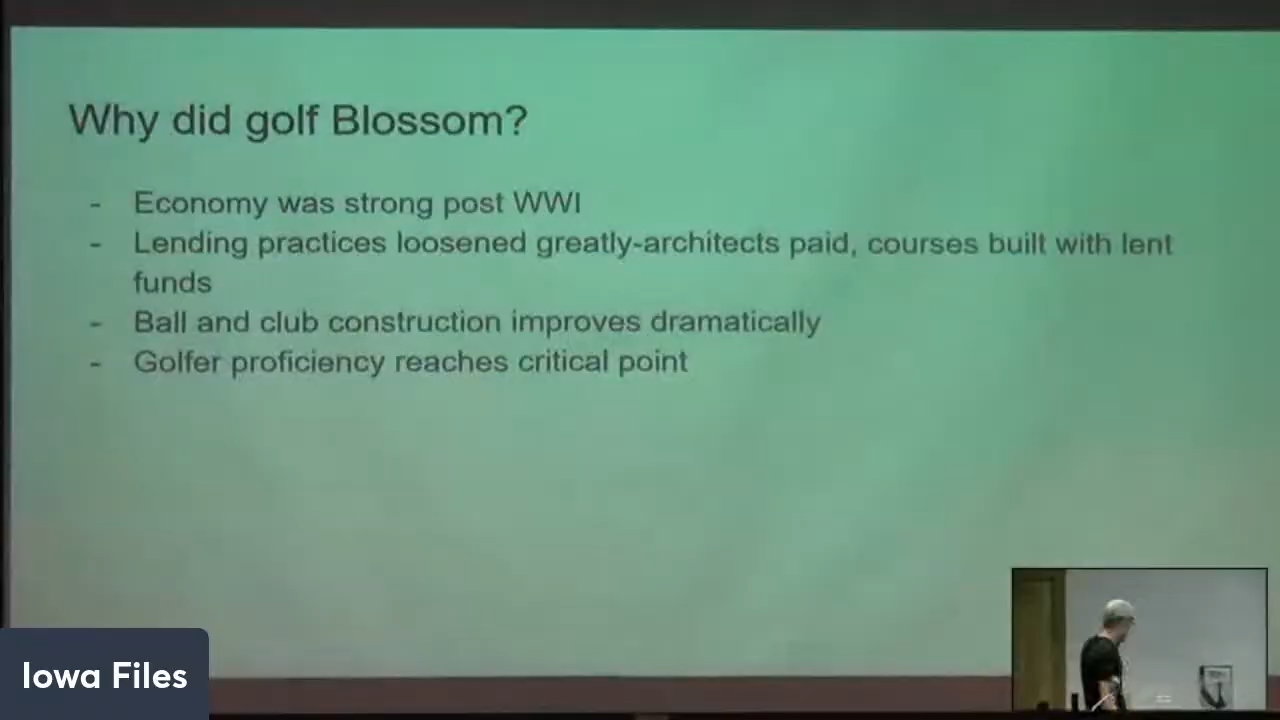 Why did golf Blossom?
- Economy was strong post WWI
- Lending practices loosened greatly-architects paid, courses built with lent
funds
- Ball and club construction improves dramatically
- Golfer proficiency reaches critical point
Iowa Files